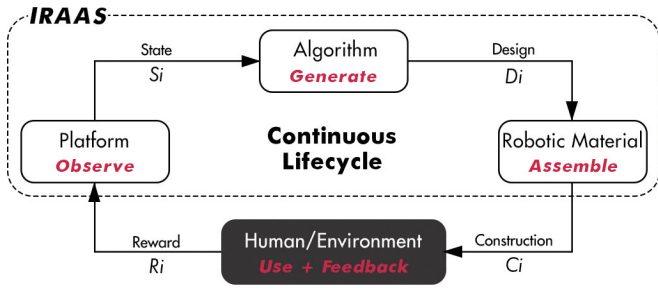 IRAAS
State
Si
Algorithm
Generate
Design
Di
Platform
Observe
Continuous
Lifecycle
Robotic Material
Assemble
Reward
Ri
Human/Environment
Use + Feedback
Construction
Ci